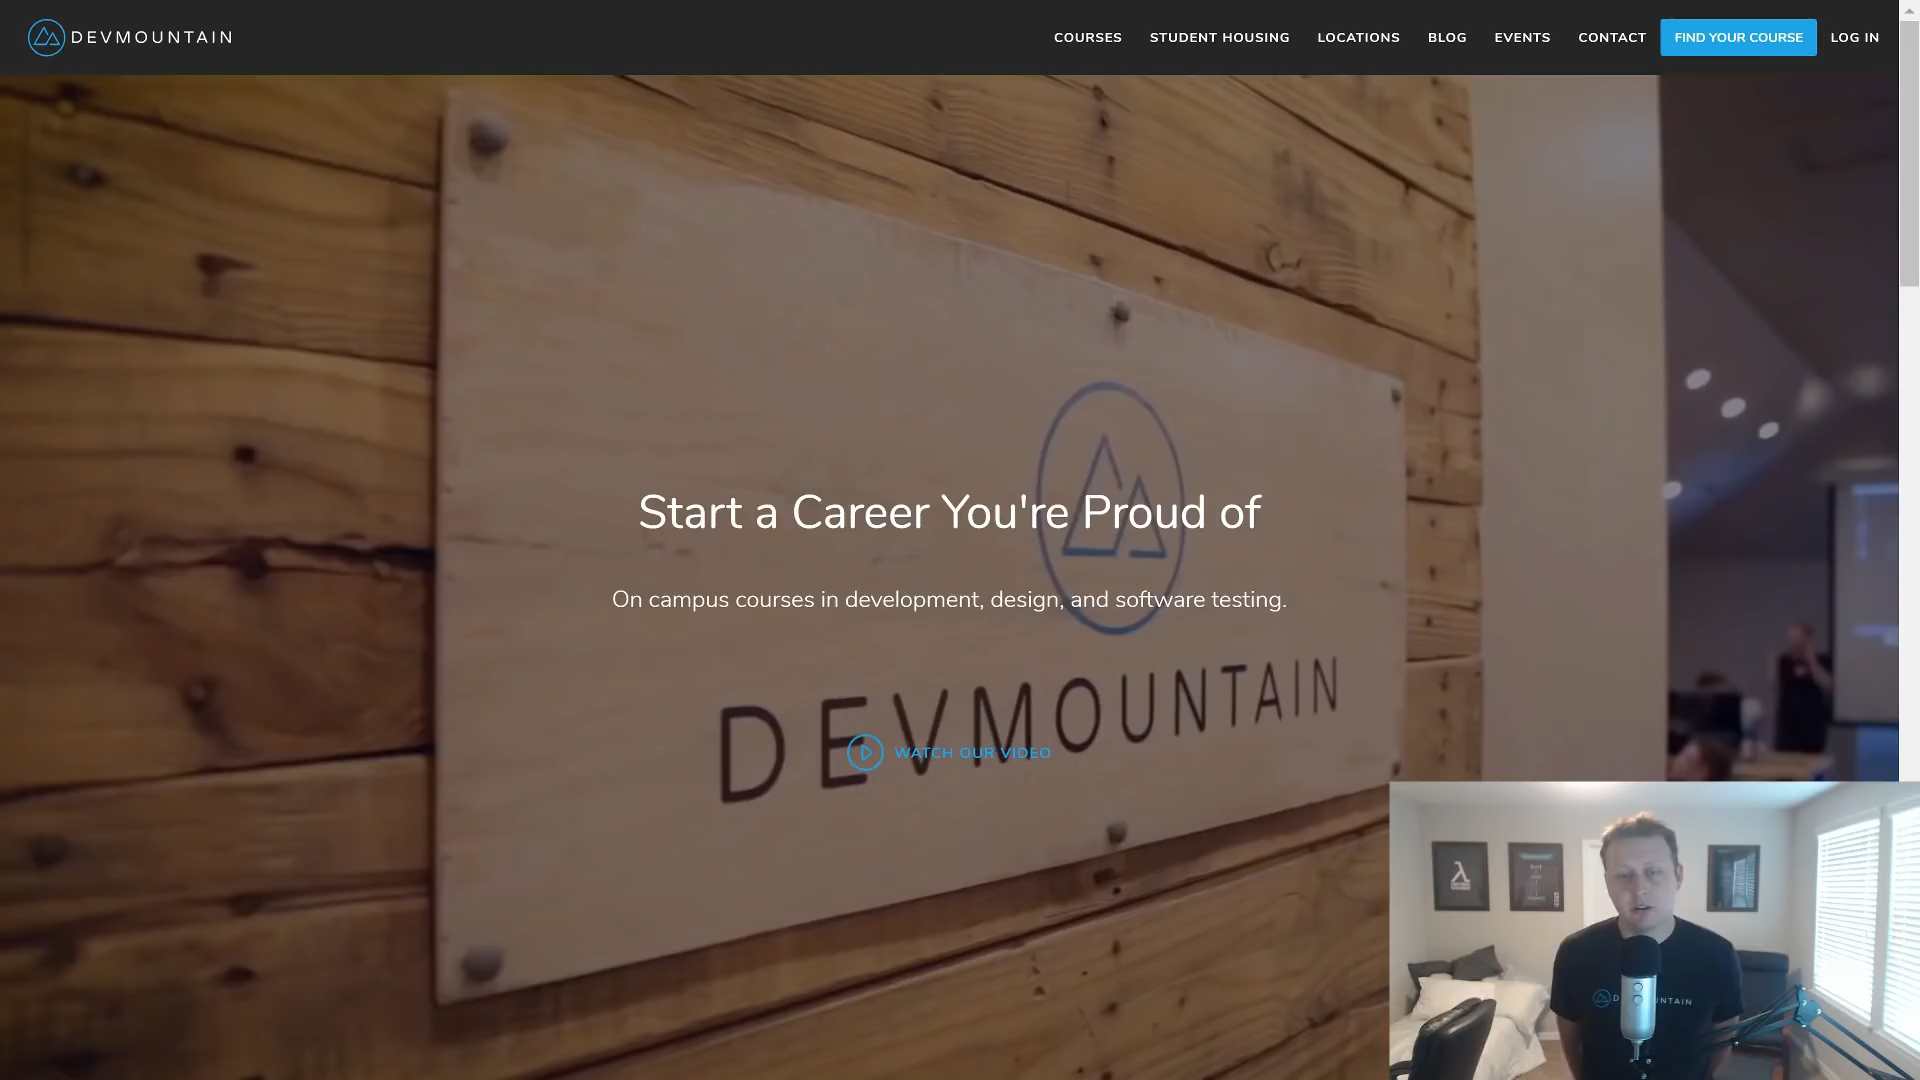 DEVMOUNTAIN
COURSES STUDENT HOUSING LOCATIONS BLOG EVENTS CONTACT FIND YOUR COURSE LOG IN
Start a Career You're Proud of
On campus courses in development, design, and software testing.
DEVMOUNTAIN
WATCH OUR VIDEO